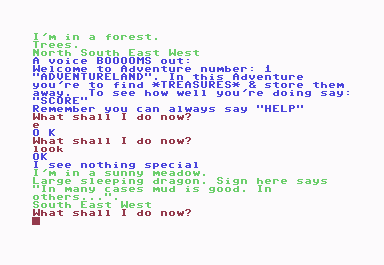 I'm in a forest.
Trees.
North South East West
A voice BOOOOMS out:
Welcome to Adventure number: 1
"ADVENTURELAND". In this Adventure
you're to find *TREASURES* & store them
away.  To see how well you're doing say:
"SCORE"
Remember you can always say "HELP"
What shall I do now?
e
O K
What shall I do now?
look
OK
I see nothing special
I'm in a sunny meadow.
Large sleeping dragon. Sign here says
"In many cases mud is good. In
others...".
South East West
What shall I do now?